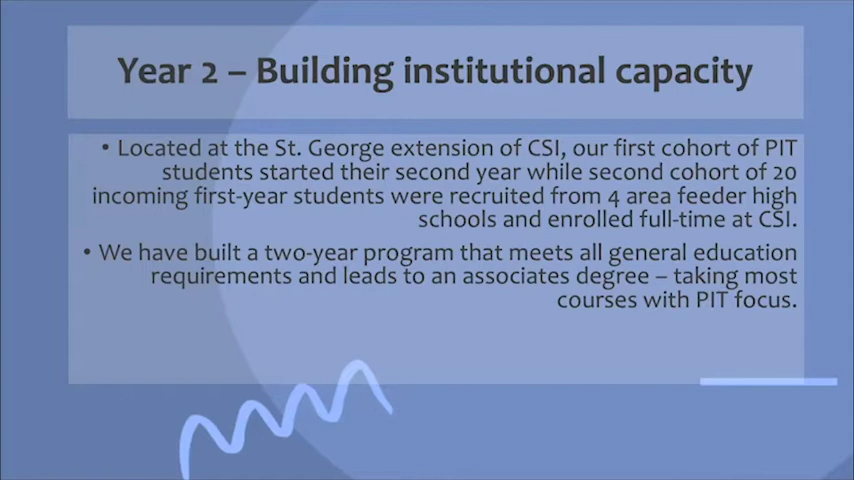 Year 2 – Building institutional capacity
• Located at the St. George extension of CSI, our first cohort of PIT
students started their second year while second cohort of 20
incoming first-year students were recruited from 4 area feeder high
schools and enrolled full-time at CSI.
• We have built a two-year program that meets all general education
requirements and leads to an associates degree – taking most
courses with PIT focus.